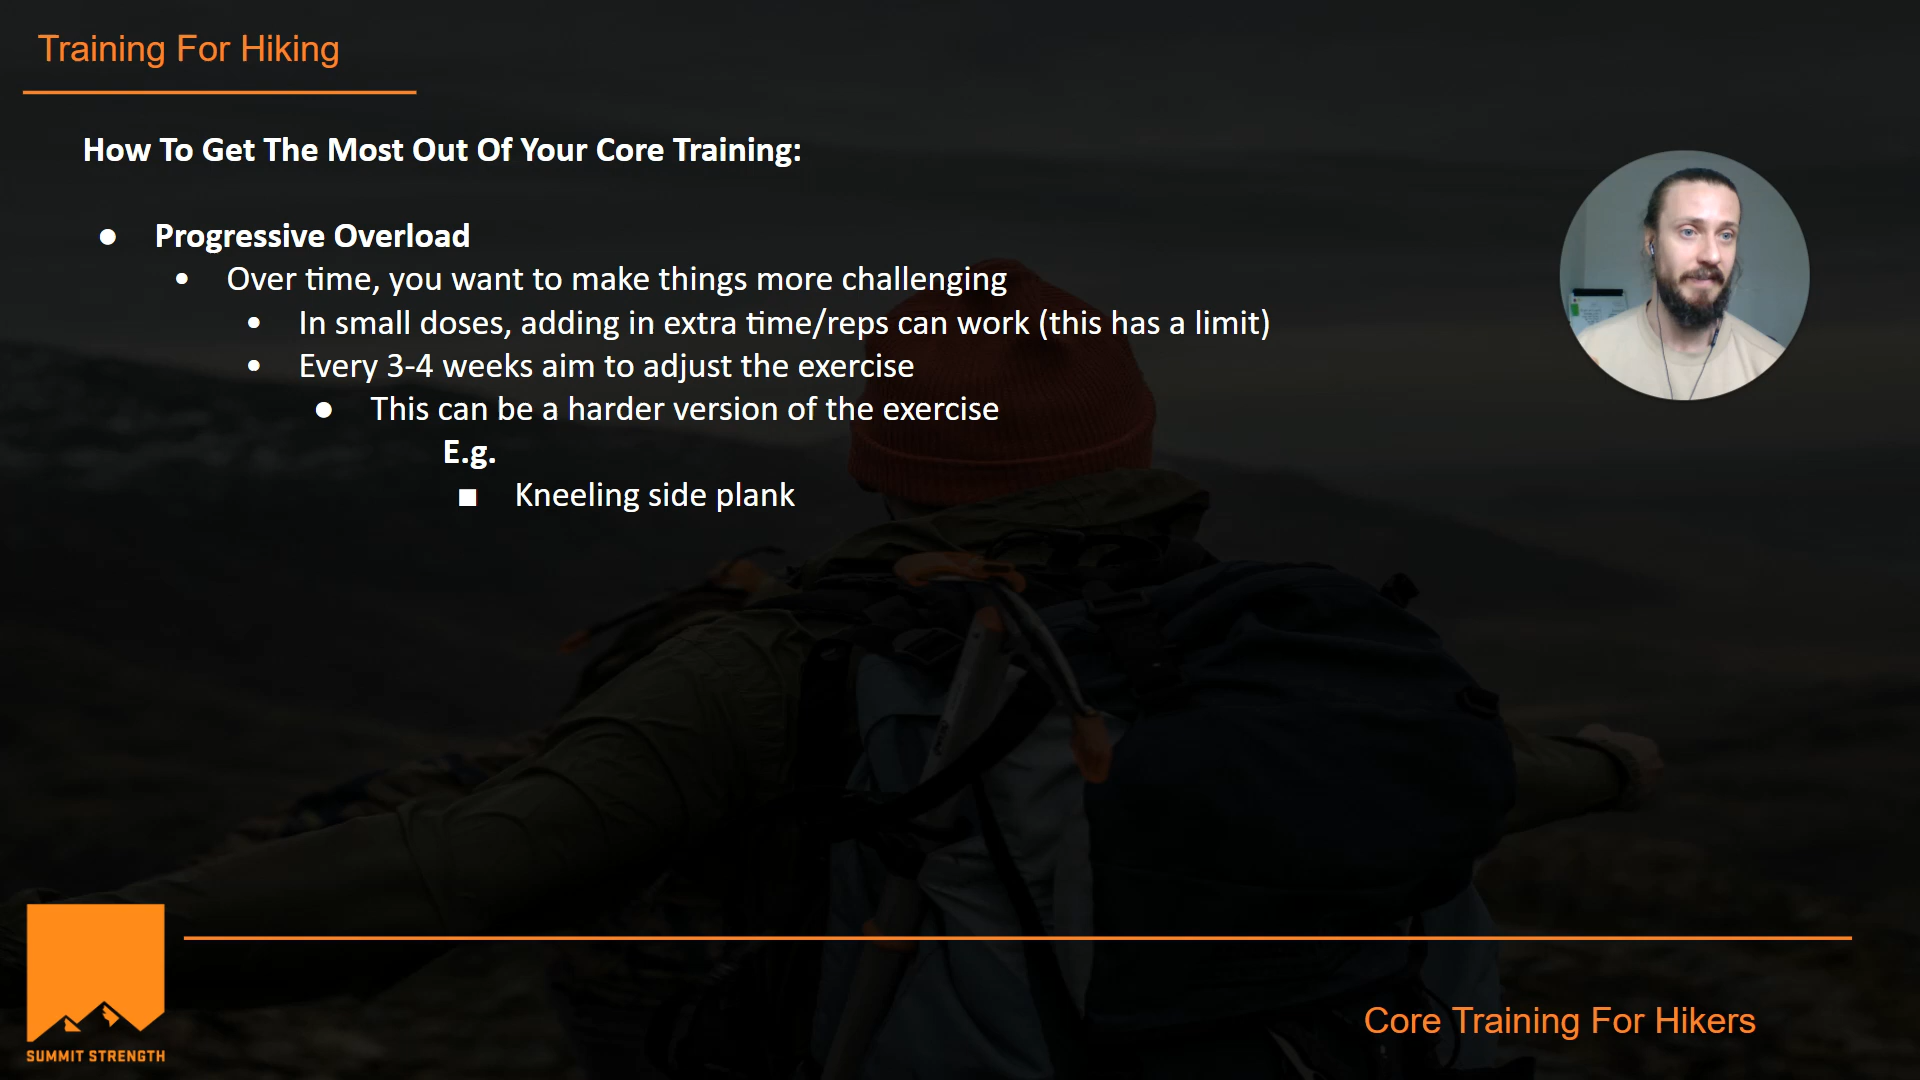 Training For Hiking
How To Get The Most Out Of Your Core Training:
● Progressive Overload
• Over time, you want to make things more challenging
• In small doses, adding in extra time/reps can work (this has a limit)
• Every 3-4 weeks aim to adjust the exercise
● This can be a harder version of the exercise
E.g.
■ Kneeling side plank
SUMMIT STRENGTH
Core Training For Hikers